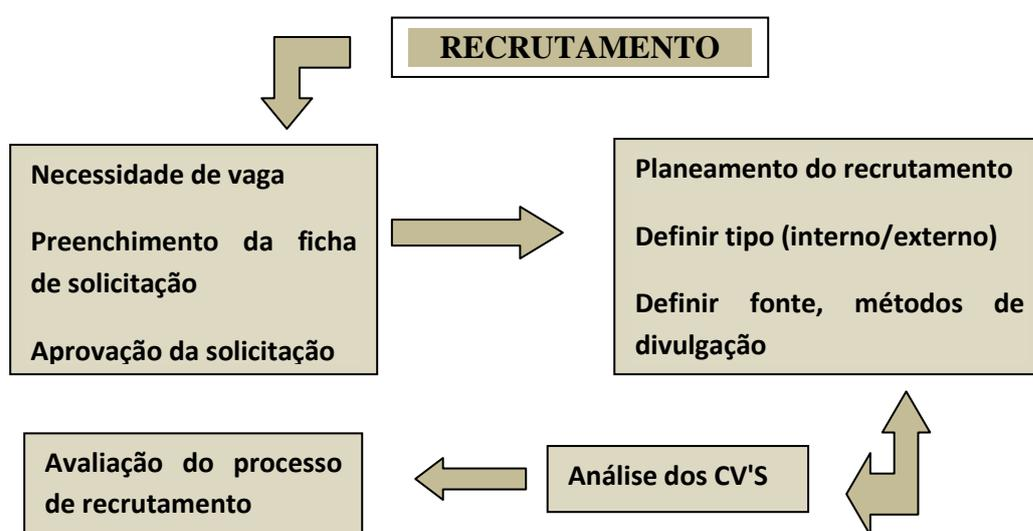 RECRUTAMENTO
Necessidade de vaga
Preenchimento da ficha
de solicitação
Aprovação da solicitação
Planeamento do recrutamento
Definir tipo (interno/externo)
Definir fonte, métodos de
divulgação
Análise dos CV'S
Avaliação do processo
de recrutamento